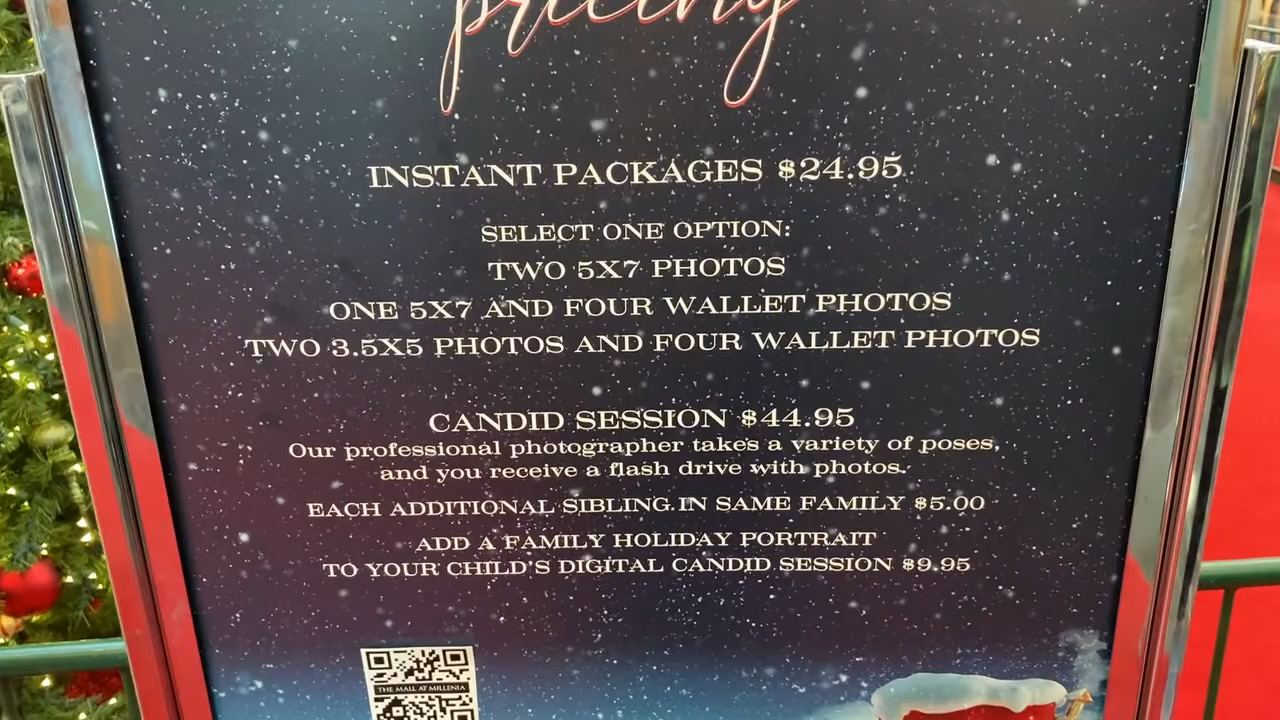 pricing
INSTANT PACKAGES $24.95
SELECT ONE OPTION:
TWO 5X7 PHOTOS
ONE 5X7 AND FOUR WALLET PHOTOS
TWO 3.5X5 PHOTOS AND FOUR WALLET PHOTOS
CANDID SESSION $44.95
Our professional photographer takes a variety of poses,
and you receive a flash drive with photos.
EACH ADDITIONAL SIBLING IN SAME FAMILY $5.00
ADD A FAMILY HOLIDAY PORTRAIT
TO YOUR CHILD'S DIGITAL CANDID SESSION $9.95
THE MALL AT MILLENIA